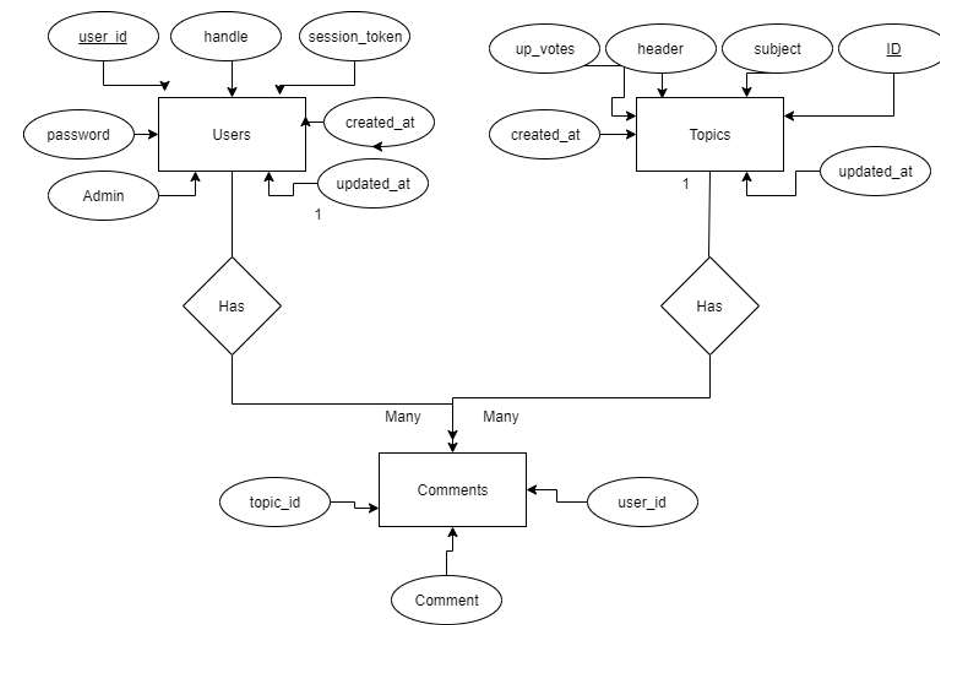 user_id
handle
session_token
up_votes
header
subject
ID
password
Users
created_at
created_at
Topics
Admin
updated_at
updated_at
1
1
Has
Has
Many
Many
Comments
topic_id
user_id
Comment